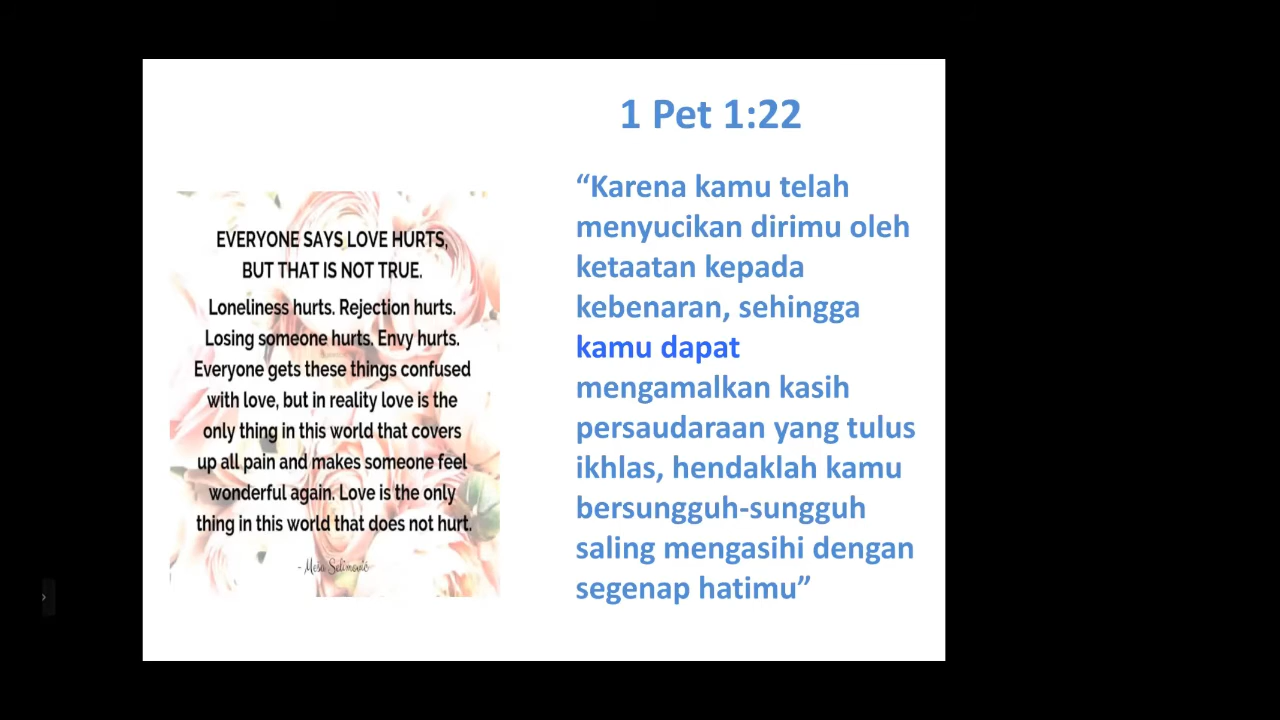 EVERYONE SAYS LOVE HURTS,
BUT THAT IS NOT TRUE.
Loneliness hurts. Rejection hurts.
Losing someone hurts. Envy hurts.
Everyone gets these things confused
with love, but in reality love is the
only thing in this world that covers
up all pain and makes someone feel
wonderful again. Love is the only
thing in this world that does not hurt.
- Meša Selimović
1 Pet 1:22
“Karena kamu telah
menyucikan dirimu oleh
ketaatan kepada
kebenaran, sehingga
kamu dapat
mengamalkan kasih
persaudaraan yang tulus
ikhlas, hendaklah kamu
bersungguh-sungguh
saling mengasihi dengan
segenap hatimu”